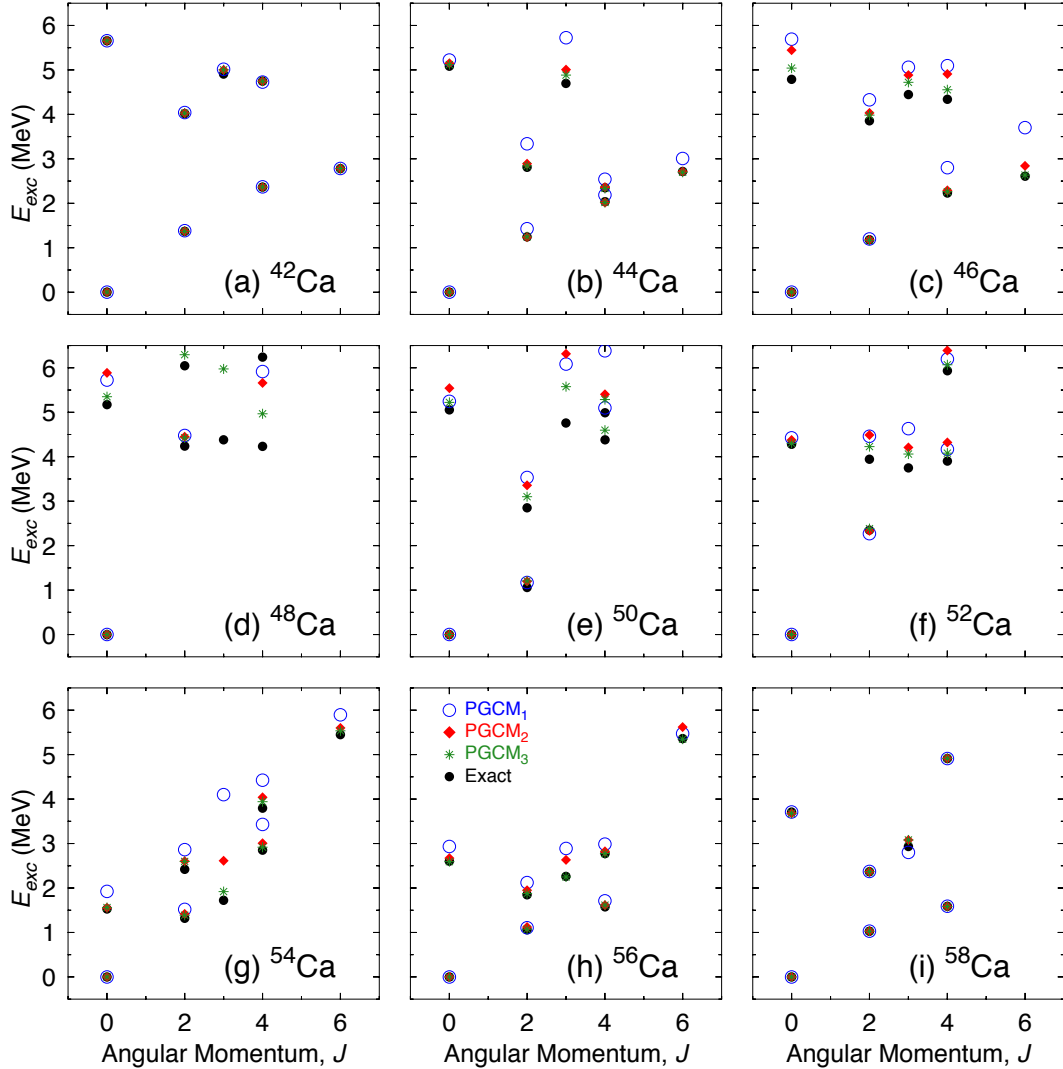 6
5
4
3
2
1
0
E_exc (MeV)
(a) ⁴²Ca
(b) ⁴⁴Ca
(c) ⁴⁶Ca
6
5
4
3
2
1
0
E_exc (MeV)
(d) ⁴⁸Ca
(e) ⁵⁰Ca
(f) ⁵²Ca
6
5
4
3
2
1
0
E_exc (MeV)
PGCM₁
PGCM₂
PGCM₃
Exact
(g) ⁵⁴Ca
(h) ⁵⁶Ca
(i) ⁵⁸Ca
0 2 4 6
0 2 4 6
0 2 4 6
Angular Momentum, J
Angular Momentum, J
Angular Momentum, J